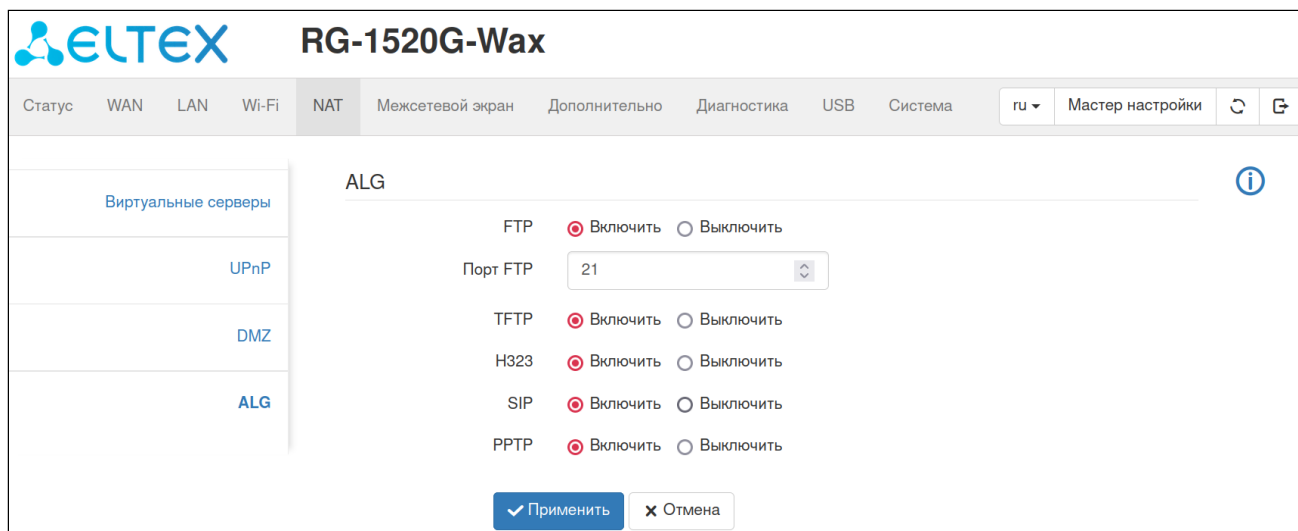 ELTEX RG-1520G-Wax
Статус WAN LAN Wi-Fi NAT Межсетевой экран Дополнительно Диагностика USB Система ru Мастер настройки
Виртуальные серверы
UPnP
DMZ
ALG
ALG
FTP Включить Выключить
Порт FTP 21
TFTP Включить Выключить
H323 Включить Выключить
SIP Включить Выключить
PPTP Включить Выключить
Применить Отмена